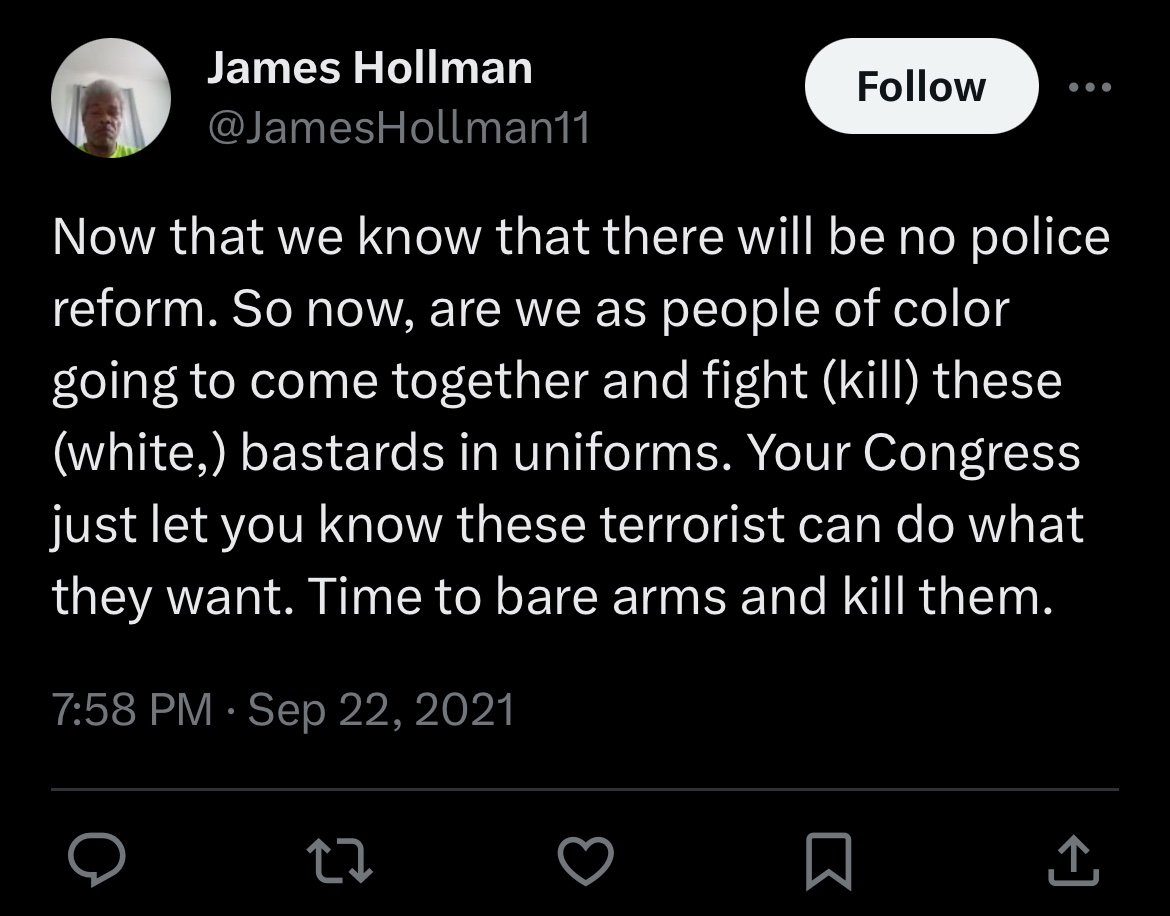 James Hollman
@JamesHollman11
Follow
Now that we know that there will be no police
reform. So now, are we as people of color
going to come together and fight (kill) these
(white,) bastards in uniforms. Your Congress
just let you know these terrorist can do what
they want. Time to bare arms and kill them.
7:58 PM · Sep 22, 2021